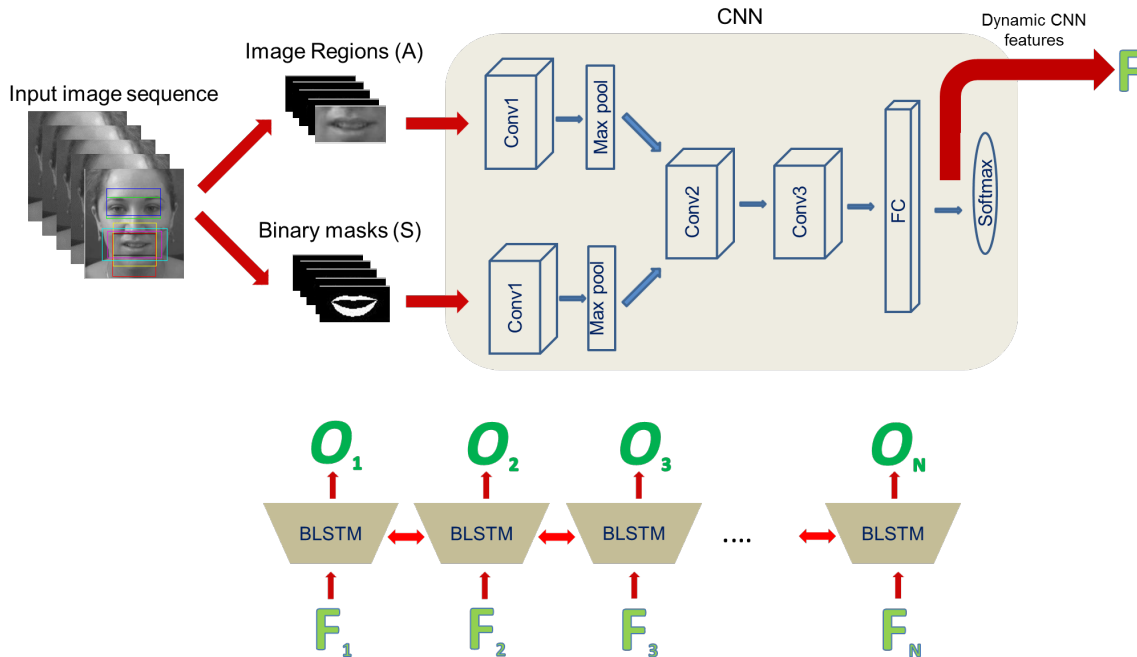 CNN
Dynamic CNN
features
F
Image Regions (A)
Input image sequence
Conv1
Max pool
Conv2
Conv3
FC
Softmax
Binary masks (S)
Conv1
Max pool
O1
O2
O3
ON
BLSTM
BLSTM
BLSTM
....
BLSTM
F1
F2
F3
FN